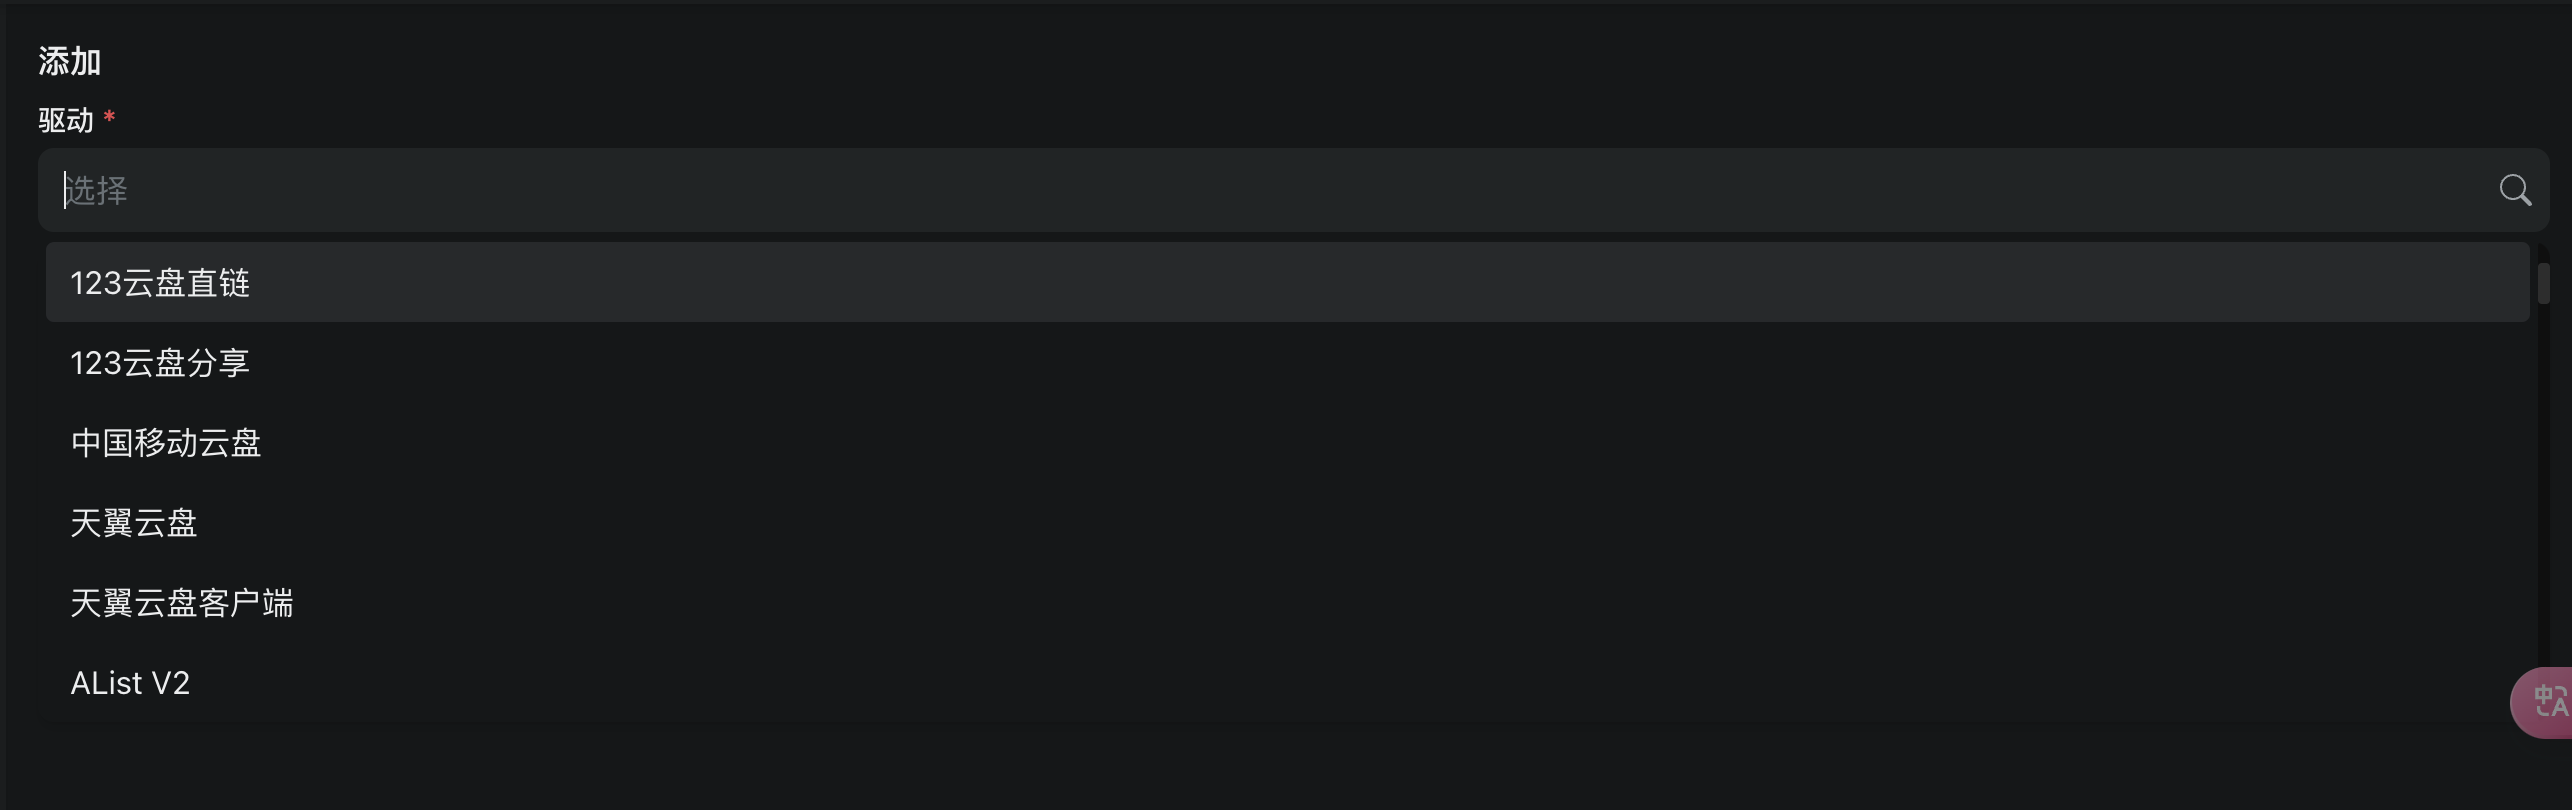 添加
驱动 *
选择
123云盘直链
123云盘分享
中国移动云盘
天翼云盘
天翼云盘客户端
AList V2
中A